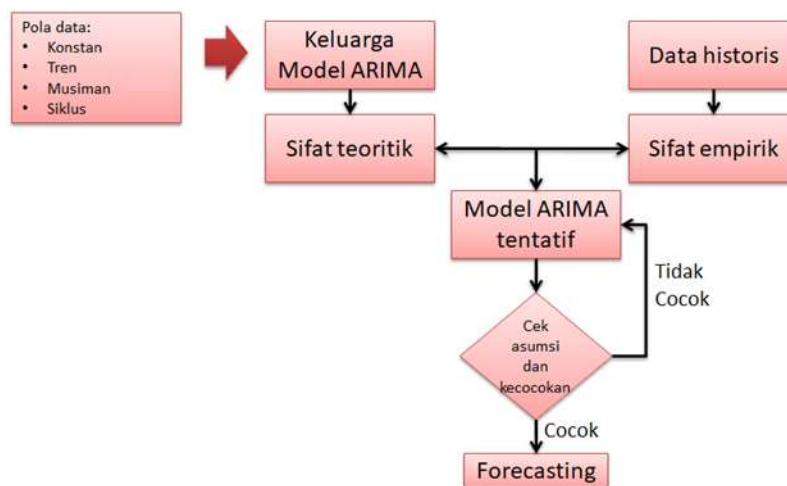 Pola data:
• Konstan
• Tren
• Musiman
• Siklus
Keluarga
Model ARIMA
Data historis
Sifat teoritik
Sifat empirik
Model ARIMA
tentatif
Tidak
Cocok
Cek
asumsi
dan
kecocokan
Cocok
Forecasting